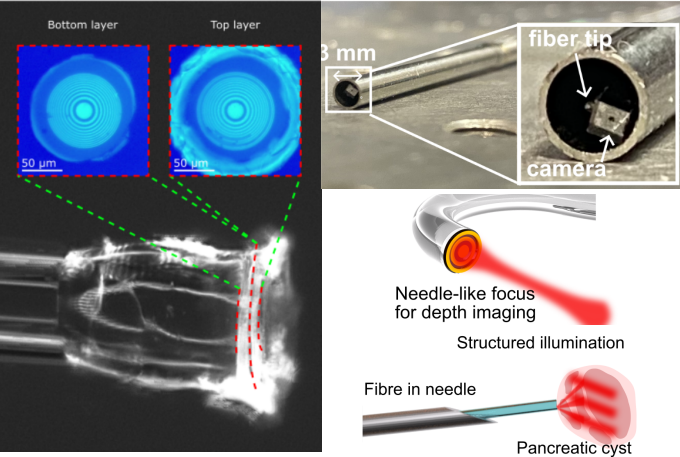 Bottom layer
Top layer
50 µm
50 µm
3 mm
fiber tip
camera
Needle-like focus
for depth imaging
Structured illumination
Fibre in needle
Pancreatic cyst